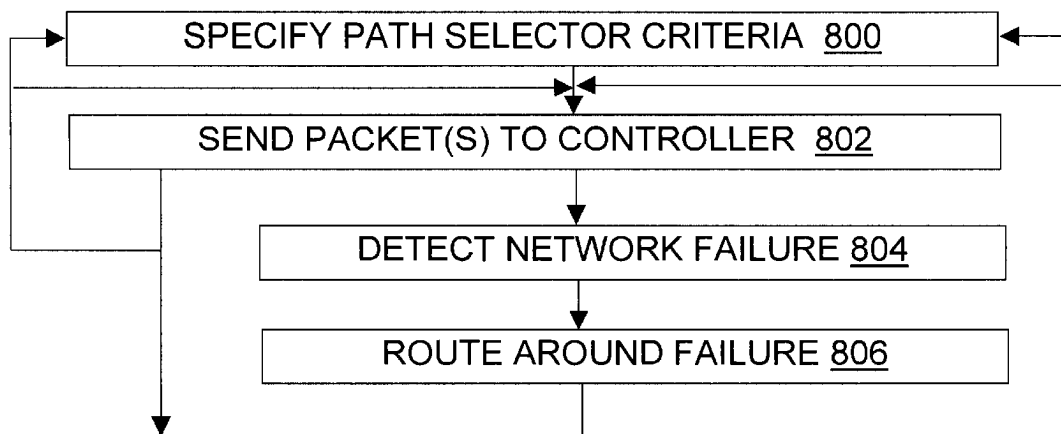 SPECIFY PATH SELECTOR CRITERIA 800
SEND PACKET(S) TO CONTROLLER 802
DETECT NETWORK FAILURE 804
ROUTE AROUND FAILURE 806